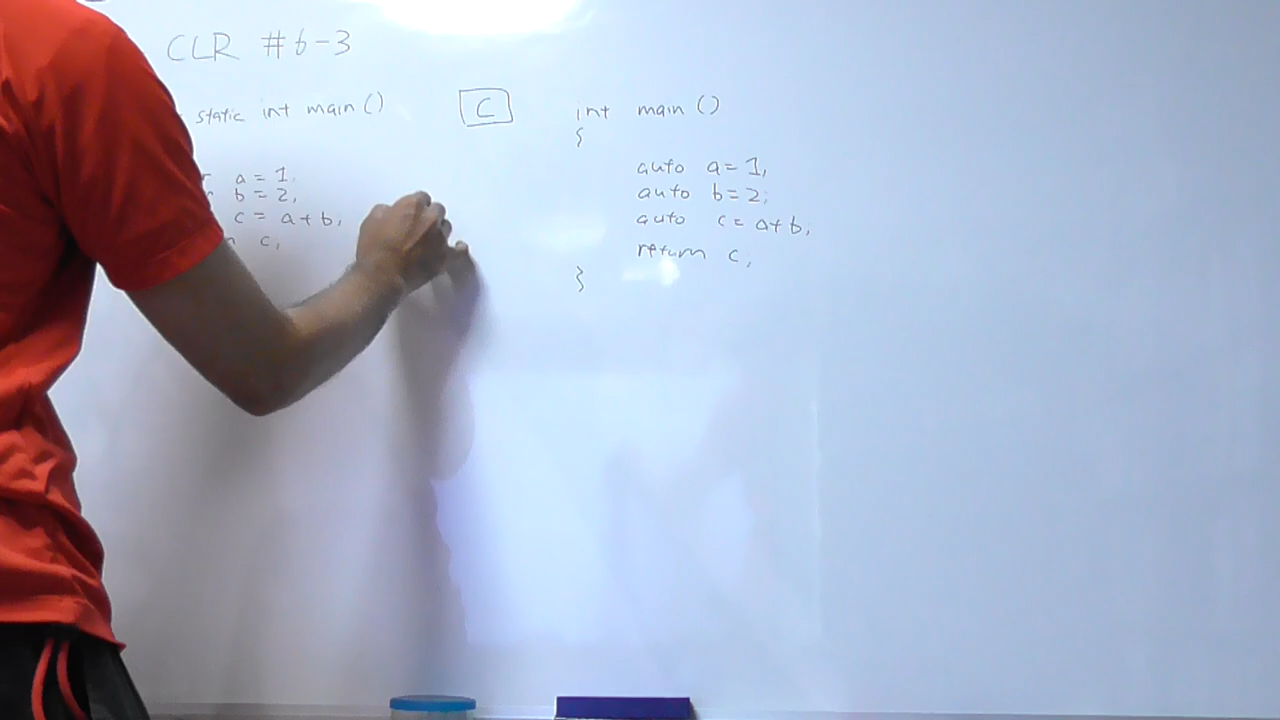 CLR #6-3
static int main()
a = 1;
b = 2;
c = a + b;
c;
C
int main()
{
auto a = 1;
auto b = 2;
auto c = a + b;
return c;
}